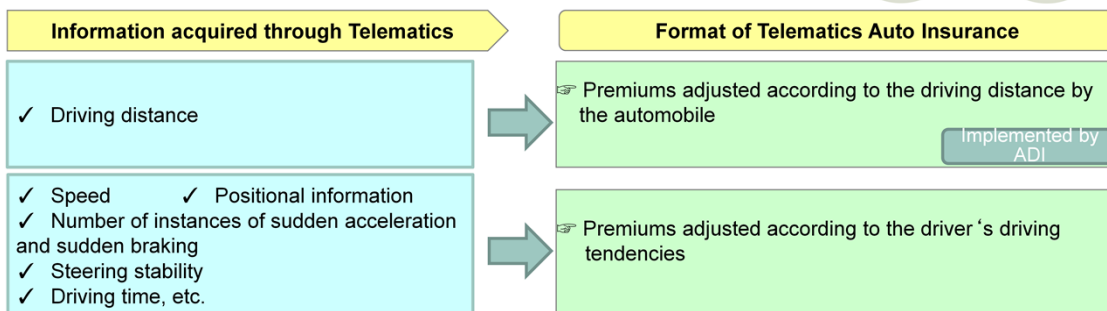 Information acquired through Telematics
Format of Telematics Auto Insurance
✓ Driving distance
☞ Premiums adjusted according to the driving distance by
the automobile
Implemented by
ADI
✓ Speed ✓ Positional information
✓ Number of instances of sudden acceleration
and sudden braking
✓ Steering stability
✓ Driving time, etc.
☞ Premiums adjusted according to the driver‘s driving
tendencies